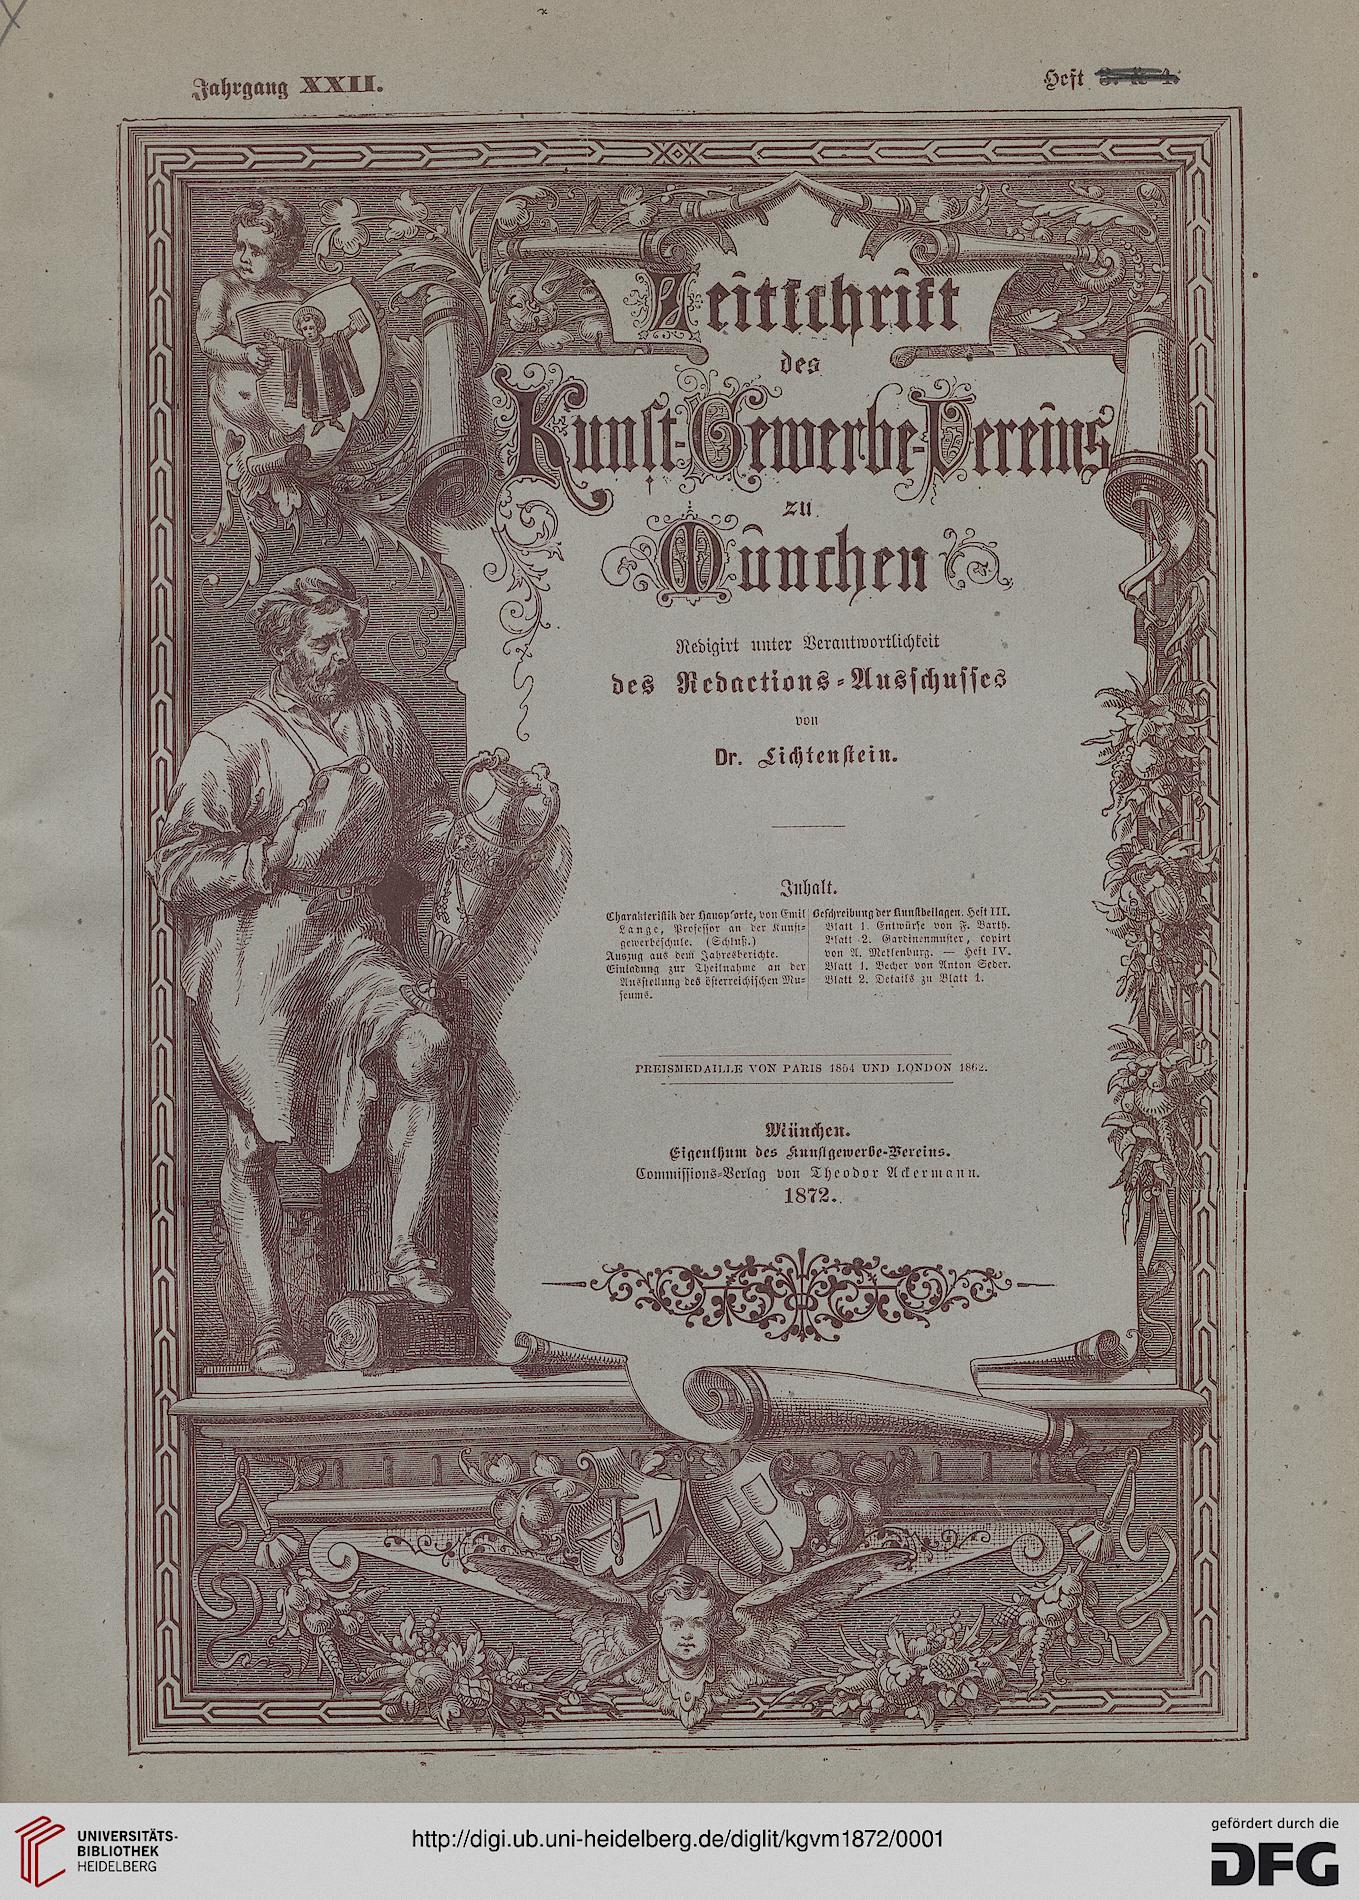 Jahrgang XXII.
Heft 3. & 4.
Zeitschrift
des
Kunst-Gewerbe-Vereins
zu
München
Redigirt unter Verantwortlichkeit
des Redactions-Ausschusses
von
Dr. Lichtenstein.
Inhalt.
Charakteristik der Hauspforte, von Emil
Lange, Professor an der Kunst-
gewerbeschule. (Schluß.)
Auszug aus dem Jahresberichte.
Einladung zur Theilnahme an der
Ausstellung des österreichischen Mu-
seums.
Beschreibung der Kunstbeilagen. Heft III.
Blatt 1. Entwürfe von F. Barth.
Blatt 2. Gardinenmuster, copirt
von A. Meklenburg. — Heft IV.
Blatt 1. Becher von Anton Seder.
Blatt 2. Details zu Blatt 1.
PREISMEDAILLE VON PARIS 1854 UND LONDON 1862.
München.
Eigenthum des Kunstgewerbe-Vereins.
Commissions-Verlag von Theodor Ackermann.
1872.
UNIVERSITÄTS-
BIBLIOTHEK
HEIDELBERG
http://digi.ub.uni-heidelberg.de/diglit/kgvm1872/0001
gefördert durch die
DFG